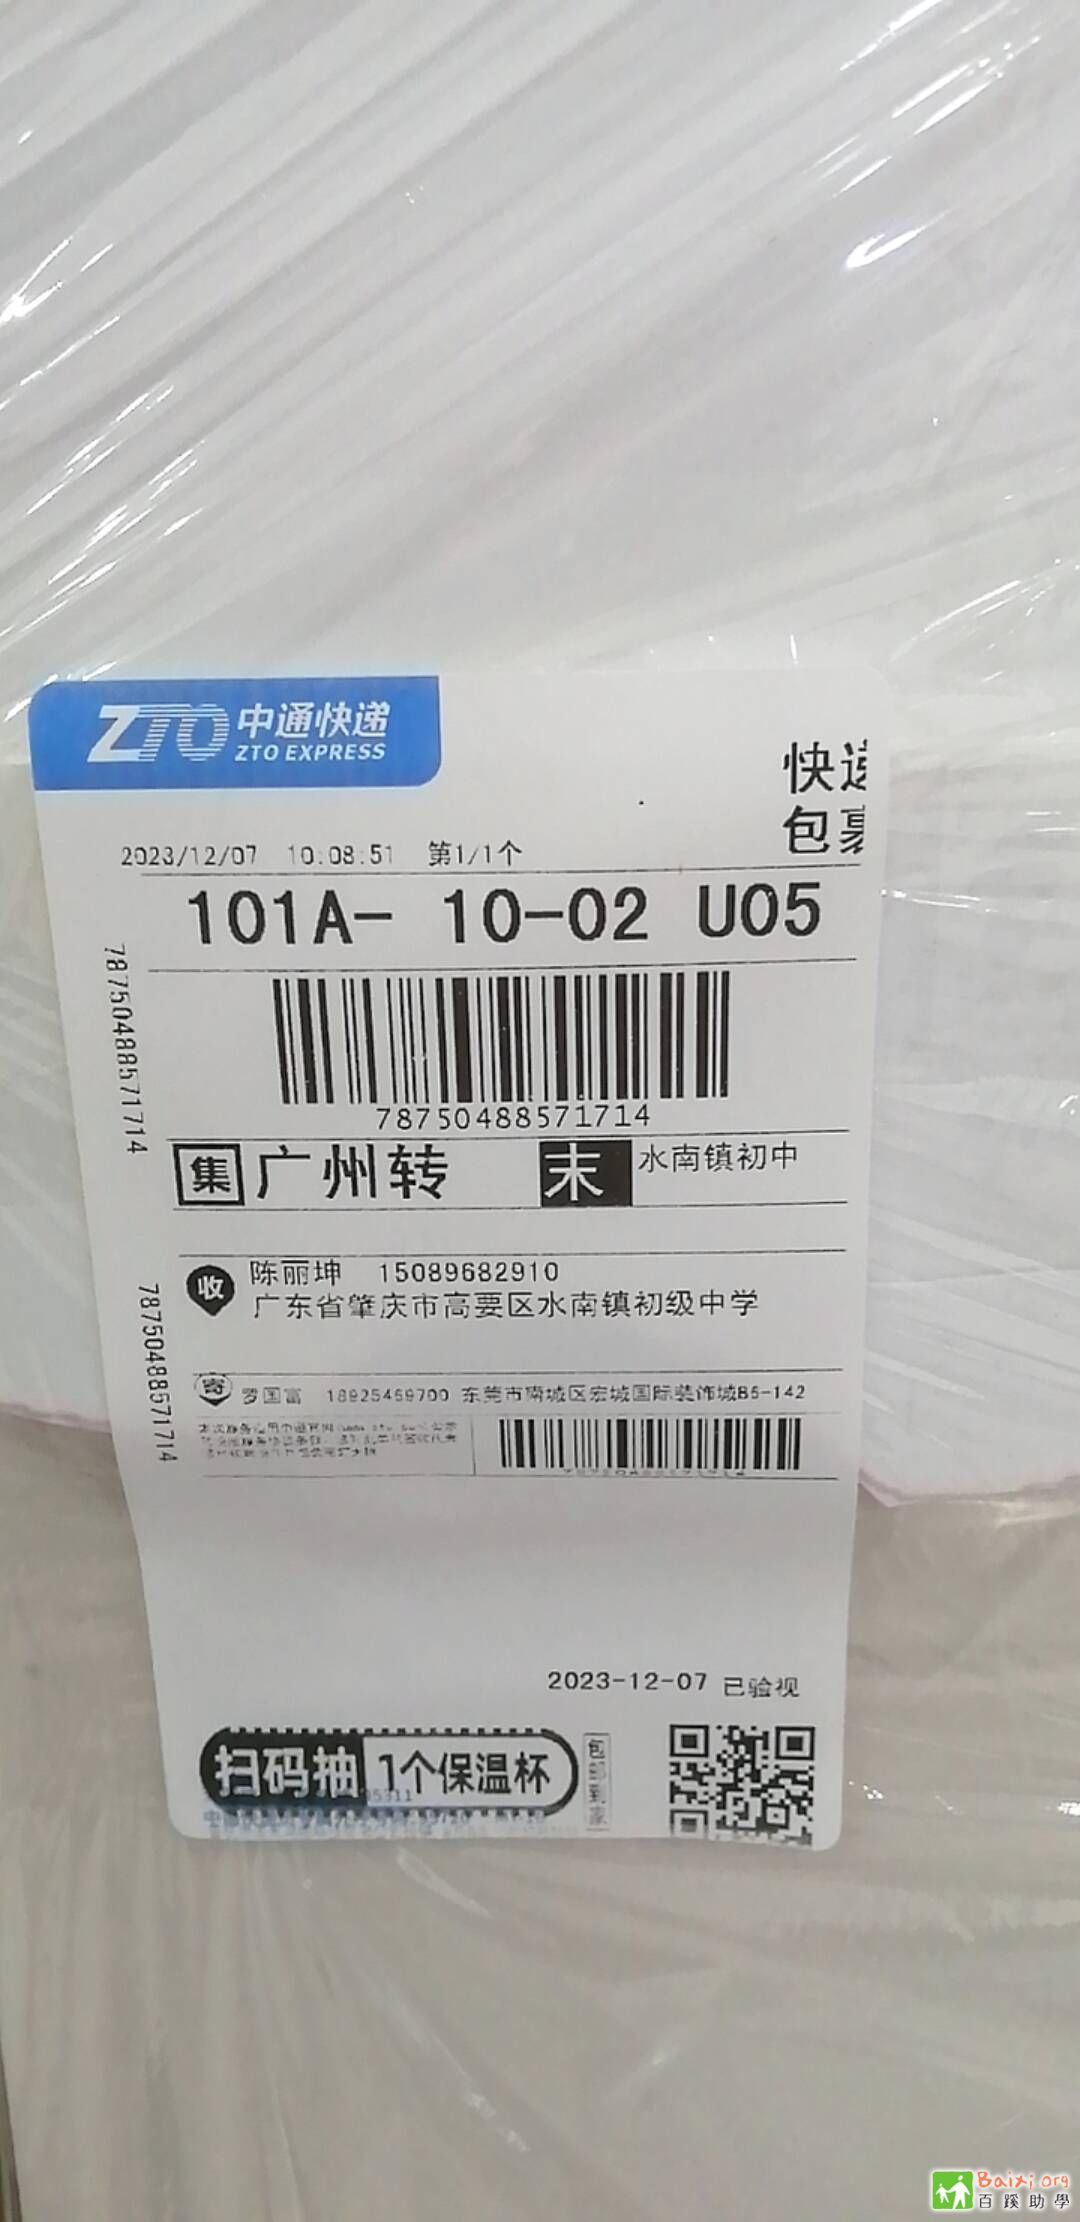 ZTO 中通快递
ZTO EXPRESS
快递
包裹
2023/12/07 10:08:51 第1/1个
101A- 10-02 U05
78750488571714
78750488571714
集 广州转 末 水南镇初中
收 陈丽坤 15089682910
广东省肇庆市高要区水南镇初级中学
78750488571714
寄 罗国富 18925469700 东莞市南城区宏城国际装饰城B5-142
2023-12-07 已验视
扫码抽 1个保温杯
包邮到家
Baixi.org
百蹊助學